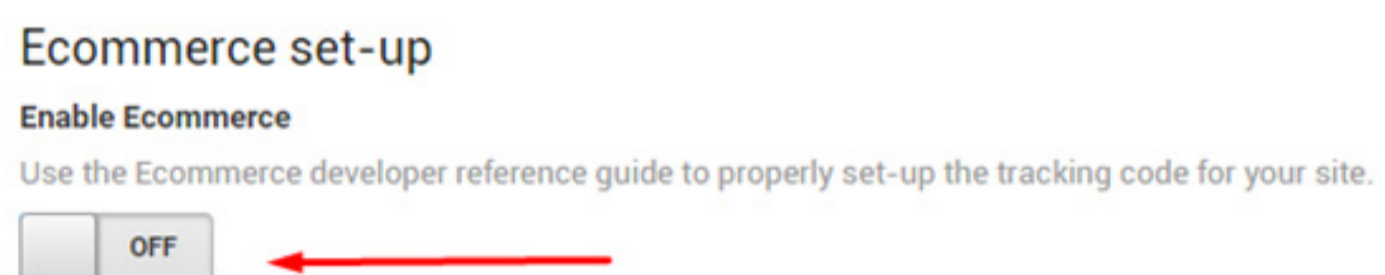 Ecommerce set-up
Enable Ecommerce
Use the Ecommerce developer reference guide to properly set-up the tracking code for your site.
OFF